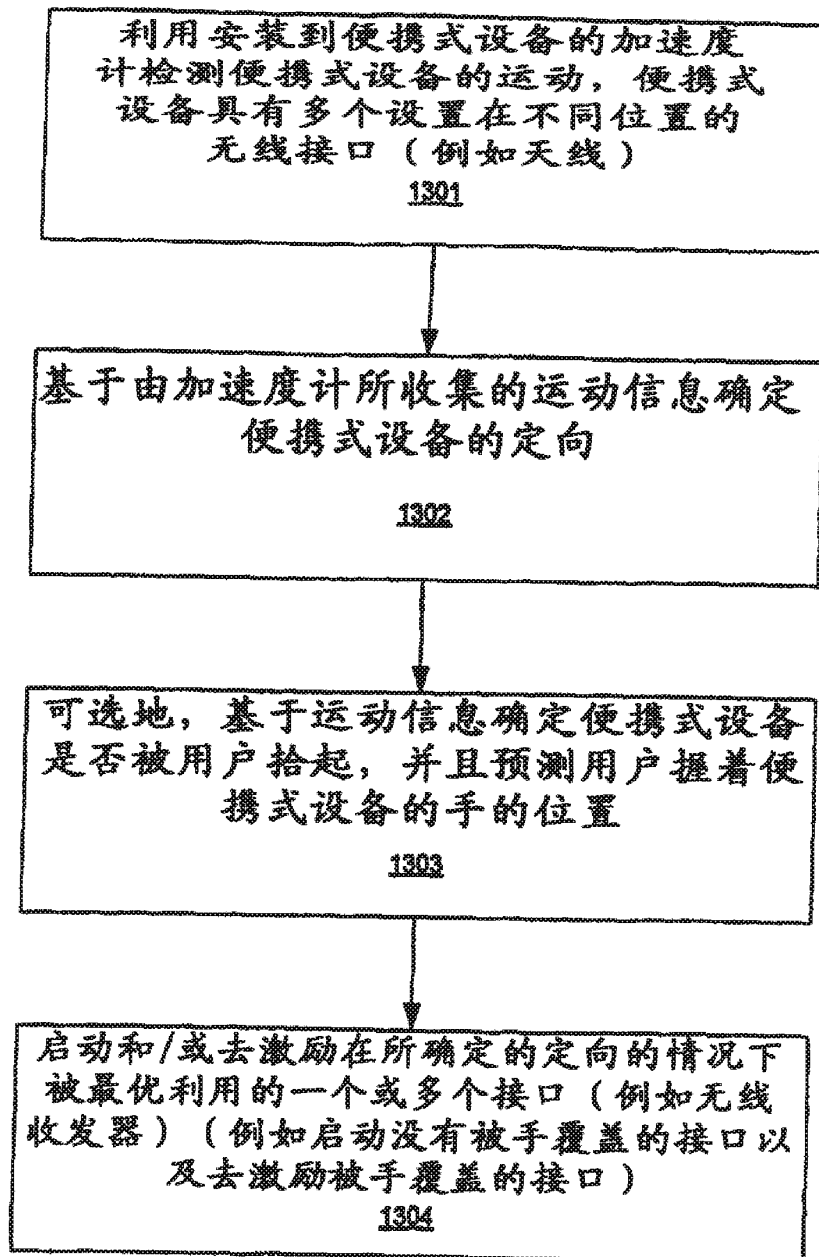 利用安装到便携式设备的加速度
计检测便携式设备的运动，便携式
设备具有多个设置在不同位置的
无线接口（例如天线）
1301
基于由加速度计所收集的运动信息确定
便携式设备的定向
1302
可选地，基于运动信息确定便携式设备
是否被用户拾起，并且预测用户握着便
携式设备的手的位置
1303
启动和/或去激励在所确定的定向的情况下
被最优利用的一个或多个接口（例如无线
收发器）（例如启动没有被手覆盖的接口以
及去激励被手覆盖的接口）
1304